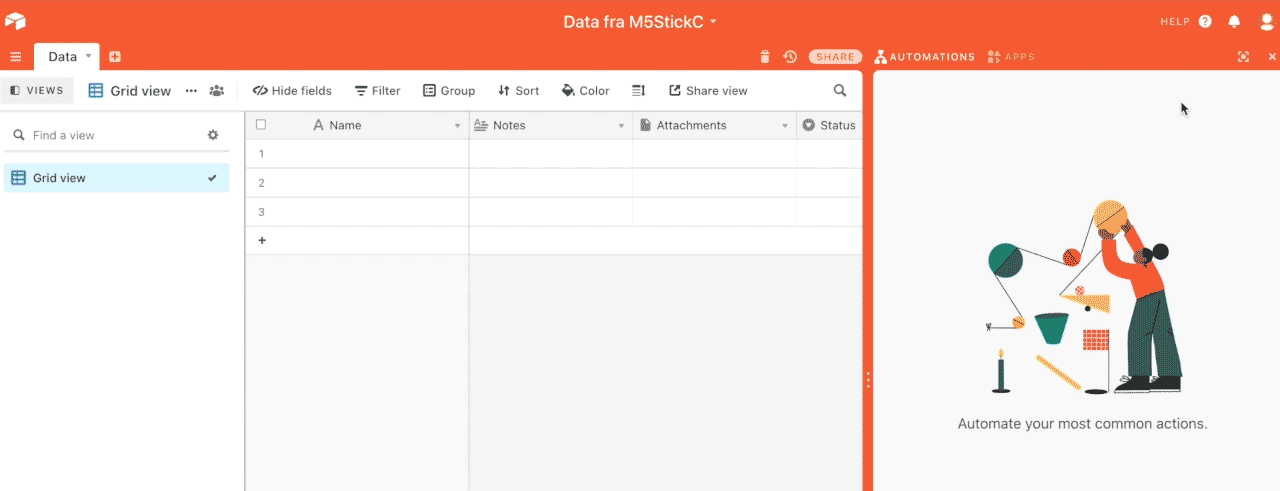 Data fra M5StickC
HELP
Data
SHARE
AUTOMATIONS
APPS
VIEWS
Grid view
Hide fields
Filter
Group
Sort
Color
Share view
Find a view
Grid view
Name
Notes
Attachments
Status
1
2
3
Automate your most common actions.